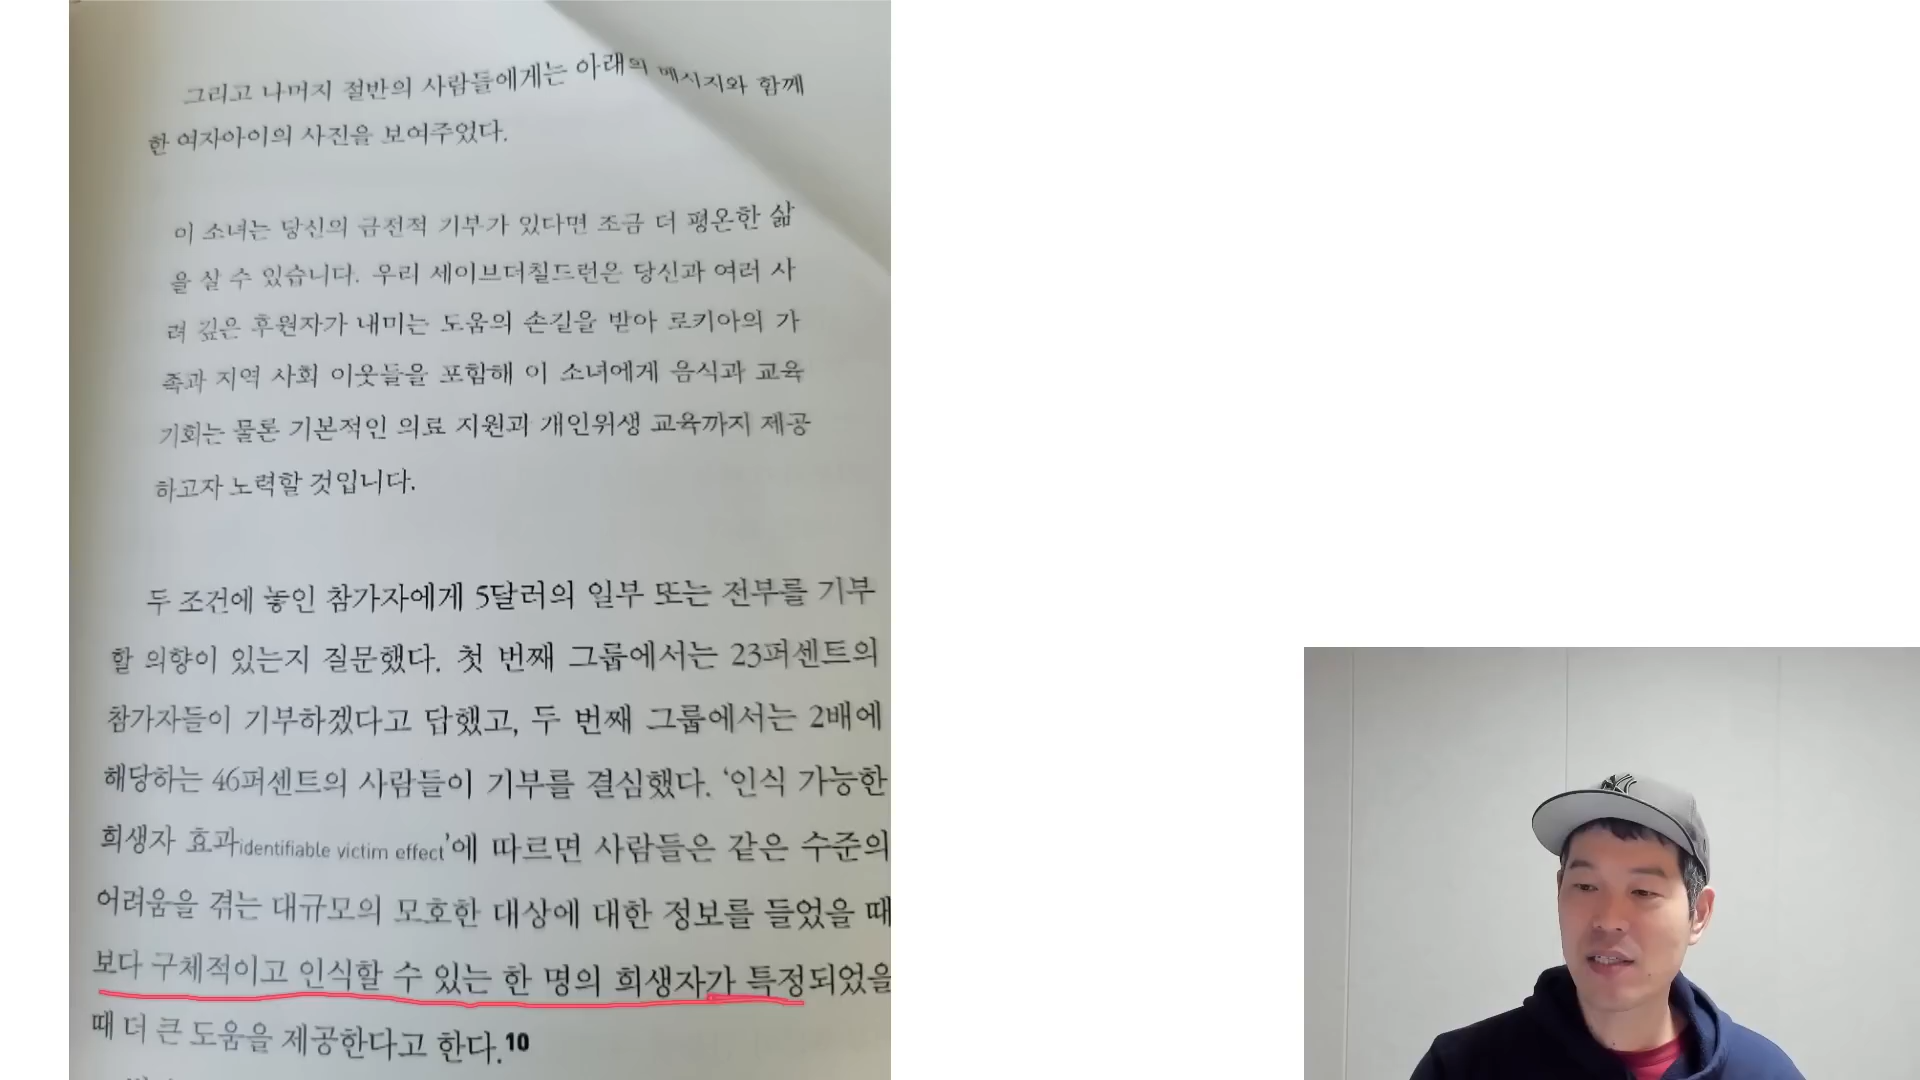 그리고 나머지 절반의 사람들에게는 아래의 메시지와 함께
한 여자아이의 사진을 보여주었다.
이 소녀는 당신의 금전적 기부가 있다면 조금 더 평온한 삶
을 살 수 있습니다. 우리 세이브더칠드런은 당신과 여러 사
려 깊은 후원자가 내미는 도움의 손길을 받아 로키아의 가
족과 지역 사회 이웃들을 포함해 이 소녀에게 음식과 교육
기회는 물론 기본적인 의료 지원과 개인위생 교육까지 제공
하고자 노력할 것입니다.
두 조건에 놓인 참가자에게 5달러의 일부 또는 전부를 기부
할 의향이 있는지 질문했다. 첫 번째 그룹에서는 23퍼센트의
참가자들이 기부하겠다고 답했고, 두 번째 그룹에서는 2배에
해당하는 46퍼센트의 사람들이 기부를 결심했다. ‘인식 가능한
희생자 효과identifiable victim effect’에 따르면 사람들은 같은 수준의
어려움을 겪는 대규모의 모호한 대상에 대한 정보를 들었을 때
보다 구체적이고 인식할 수 있는 한 명의 희생자가 특정되었을
때 더 큰 도움을 제공한다고 한다.10